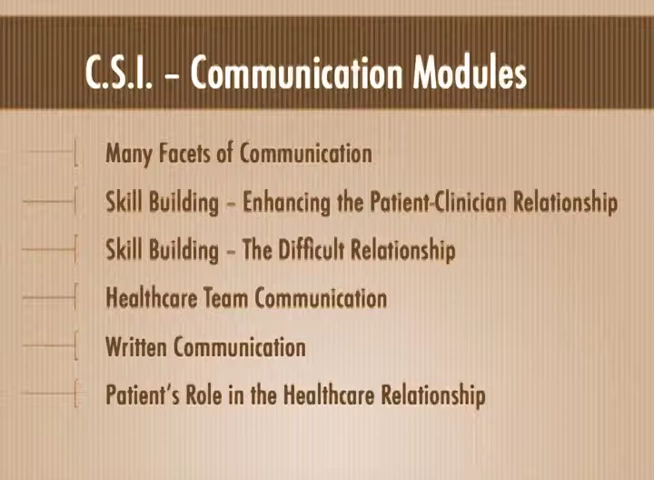 C.S.I. – Communication Modules
Many Facets of Communication
Skill Building – Enhancing the Patient-Clinician Relationship
Skill Building – The Difficult Relationship
Healthcare Team Communication
Written Communication
Patient's Role in the Healthcare Relationship